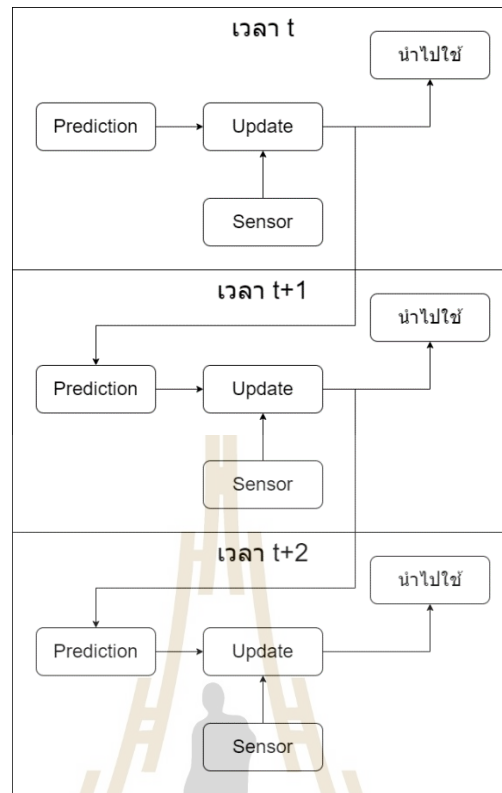 เวลา t
นำไปใช้
Prediction
Update
Sensor
เวลา t+1
นำไปใช้
Prediction
Update
Sensor
เวลา t+2
นำไปใช้
Prediction
Update
Sensor